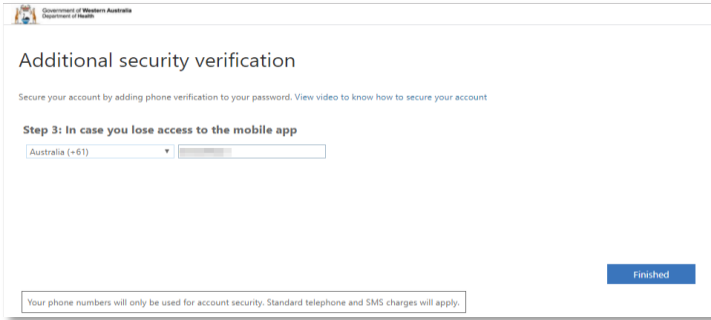 Government of Western Australia
Department of Health
Additional security verification
Secure your account by adding phone verification to your password. View video to know how to secure your account
Step 3: In case you lose access to the mobile app
Australia (+61)
Finished
Your phone numbers will only be used for account security. Standard telephone and SMS charges will apply.